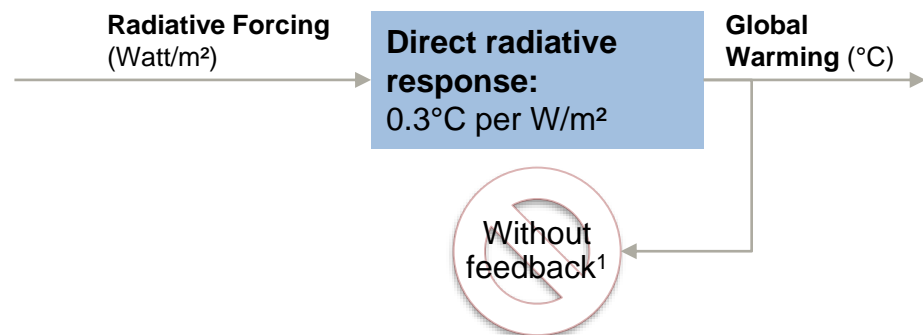 Radiative Forcing
(Watt/m²)
Direct radiative
response:
0.3°C per W/m²
Global
Warming (°C)
Without
feedback¹